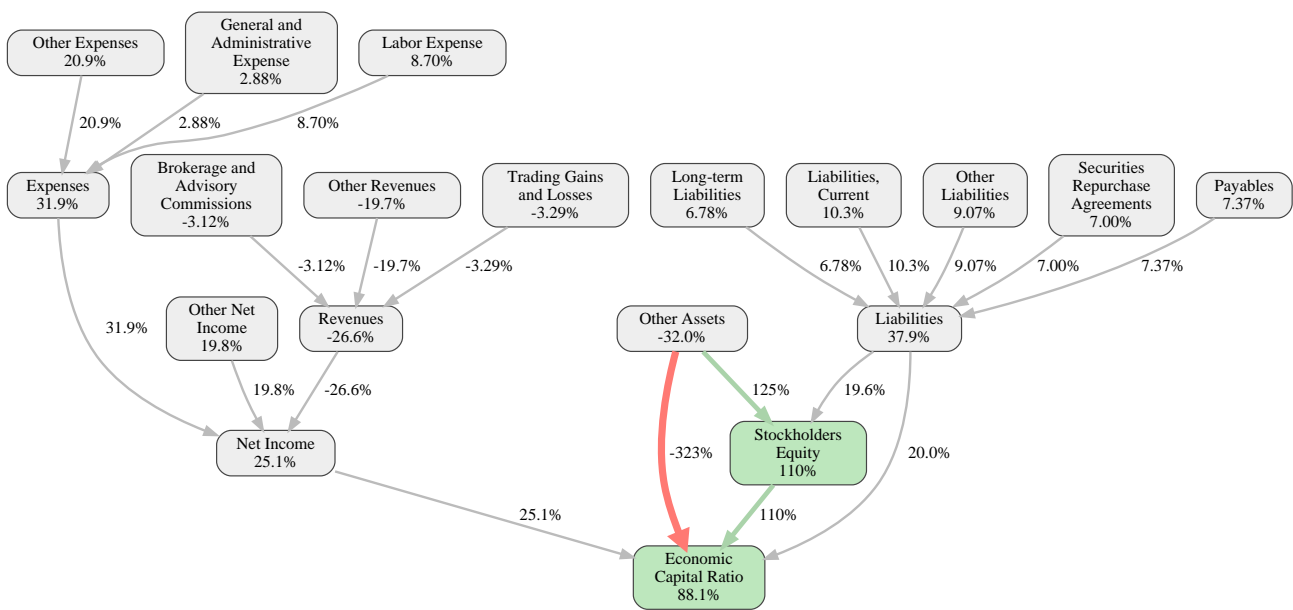 Other Expenses
20.9%
General and
Administrative
Expense
2.88%
Labor Expense
8.70%
20.9%
2.88%
8.70%
Expenses
31.9%
Brokerage and
Advisory
Commissions
-3.12%
Other Revenues
-19.7%
Trading Gains
and Losses
-3.29%
Long-term
Liabilities
6.78%
Liabilities,
Current
10.3%
Other
Liabilities
9.07%
Securities
Repurchase
Agreements
7.00%
Payables
7.37%
-3.12%
-19.7%
-3.29%
6.78%
10.3%
9.07%
7.00%
7.37%
31.9%
Other Net
Income
19.8%
Revenues
-26.6%
Other Assets
-32.0%
Liabilities
37.9%
19.8%
-26.6%
125%
19.6%
Net Income
25.1%
-323%
Stockholders
Equity
110%
20.0%
25.1%
110%
Economic
Capital Ratio
88.1%